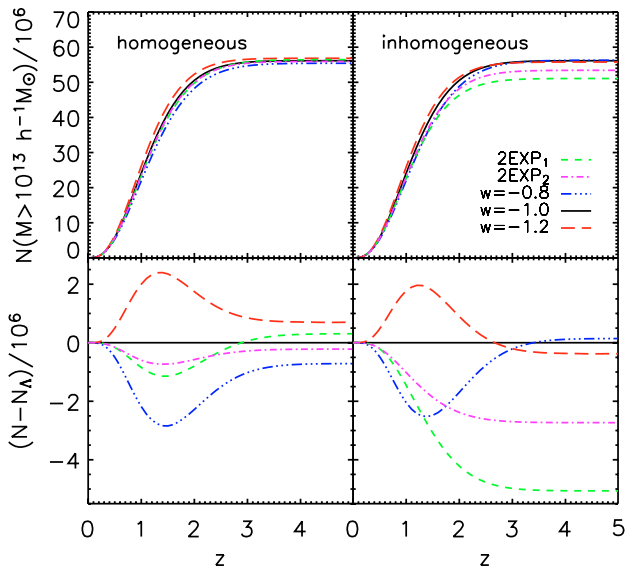 homogeneous
inhomogeneous
N(M>10¹³ h⁻¹M⊙)/10⁶
70
60
50
40
30
20
10
0
2EXP₁
2EXP₂
w=−0.8
w=−1.0
w=−1.2
(N−N_Λ)/10⁶
2
0
−2
−4
0 1 2 3 4 0 1 2 3 4 5
z z